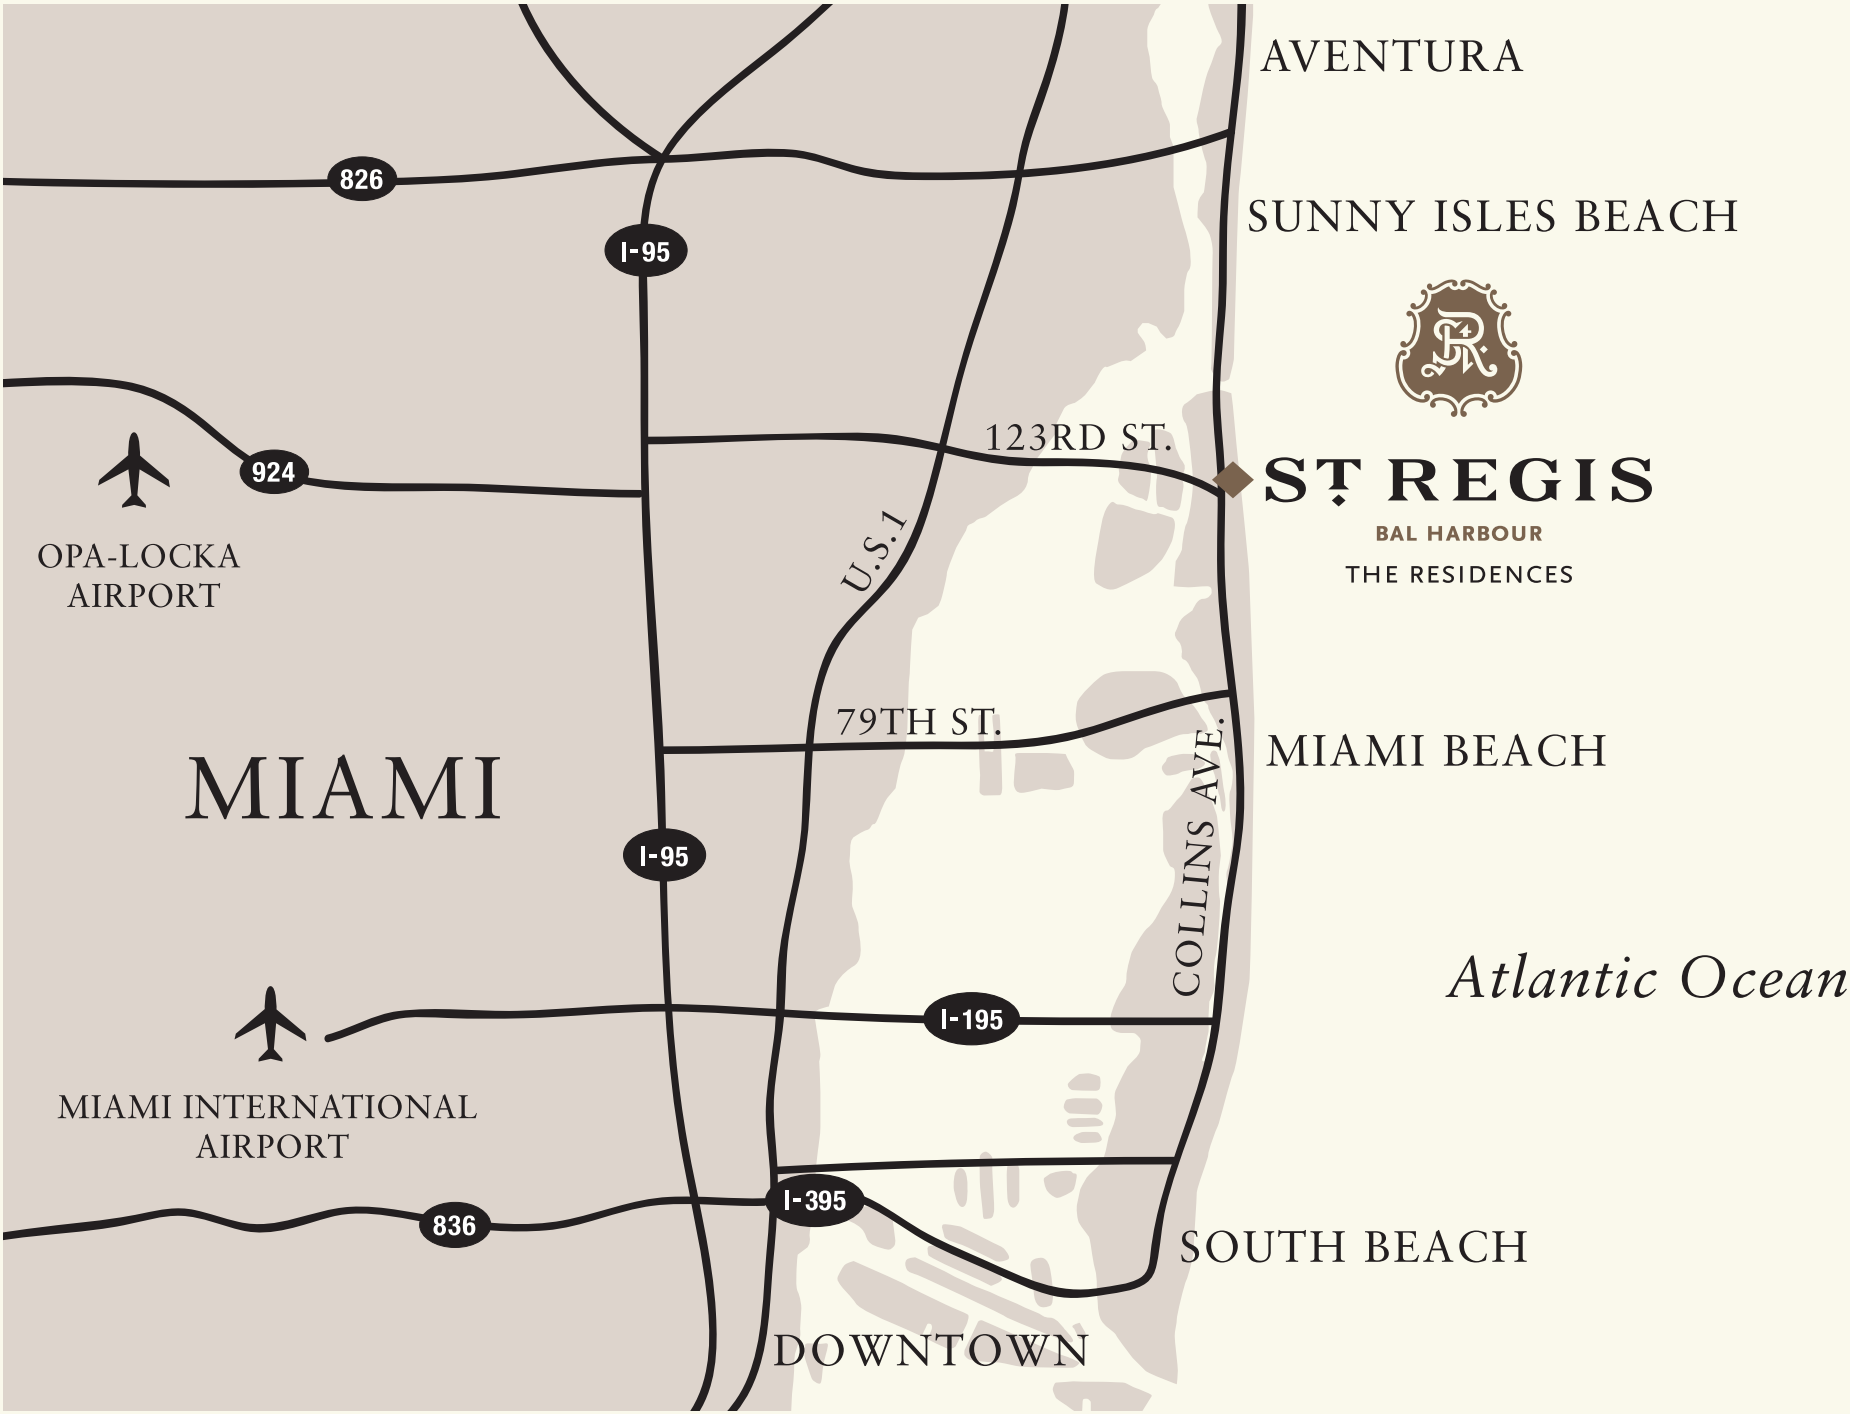 AVENTURA
826
SUNNY ISLES BEACH
I-95
SR
123RD ST.
924
ST REGIS
BAL HARBOUR
THE RESIDENCES
OPA-LOCKA
AIRPORT
U.S.1
79TH ST.
MIAMI BEACH
MIAMI
COLLINS AVE.
I-95
Atlantic Ocean
I-195
MIAMI INTERNATIONAL
AIRPORT
I-395
836
SOUTH BEACH
DOWNTOWN